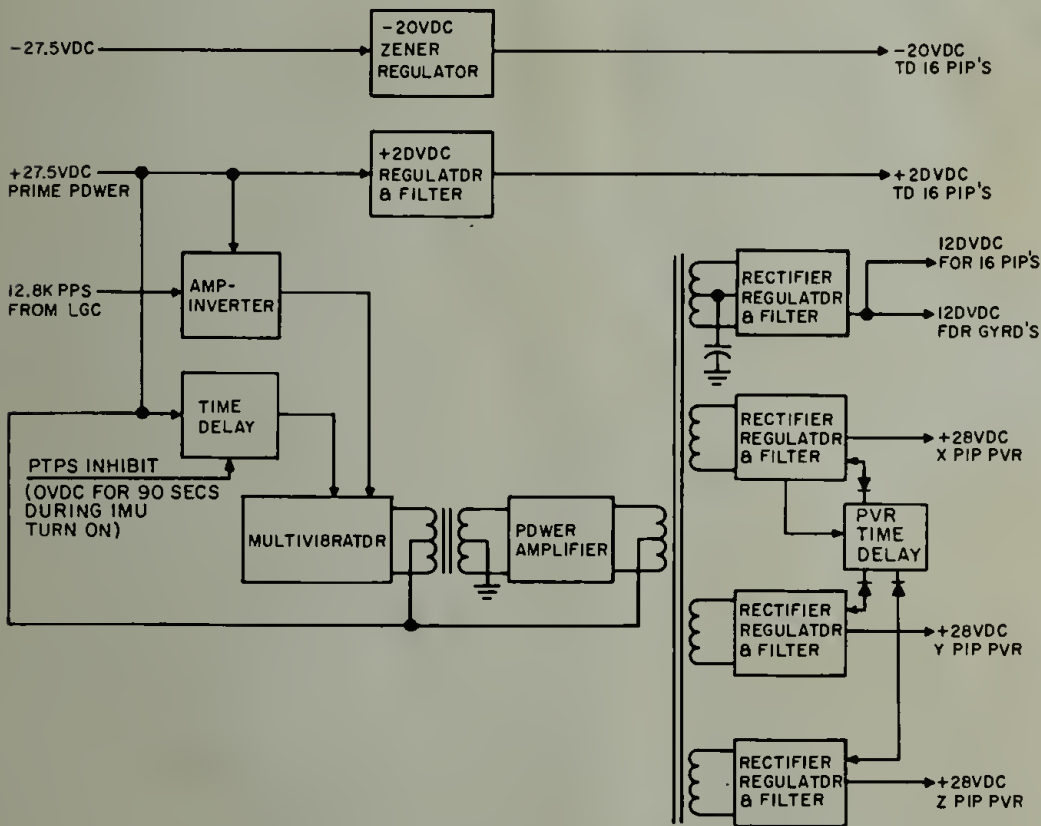 -27.5VDC
-20VDC
ZENER
REGULATOR
-20VDC
TO 16 PIP'S
+27.5VDC
PRIME POWER
+20VDC
REGULATOR
& FILTER
+20VDC
TO 16 PIP'S
12.8K PPS
FROM LGC
AMP-
INVERTER
RECTIFIER
REGULATOR
& FILTER
120VDC
FOR 16 PIP'S
120VDC
FOR GYRO'S
TIME
DELAY
PTPS INHIBIT
(0VDC FOR 90 SECS
DURING IMU
TURN ON)
MULTIVIBRATOR
POWER
AMPLIFIER
RECTIFIER
REGULATOR
& FILTER
+28VDC
X PIP PVR
PVR
TIME
DELAY
RECTIFIER
REGULATOR
& FILTER
+28VDC
Y PIP PVR
RECTIFIER
REGULATOR
& FILTER
+28VDC
Z PIP PVR